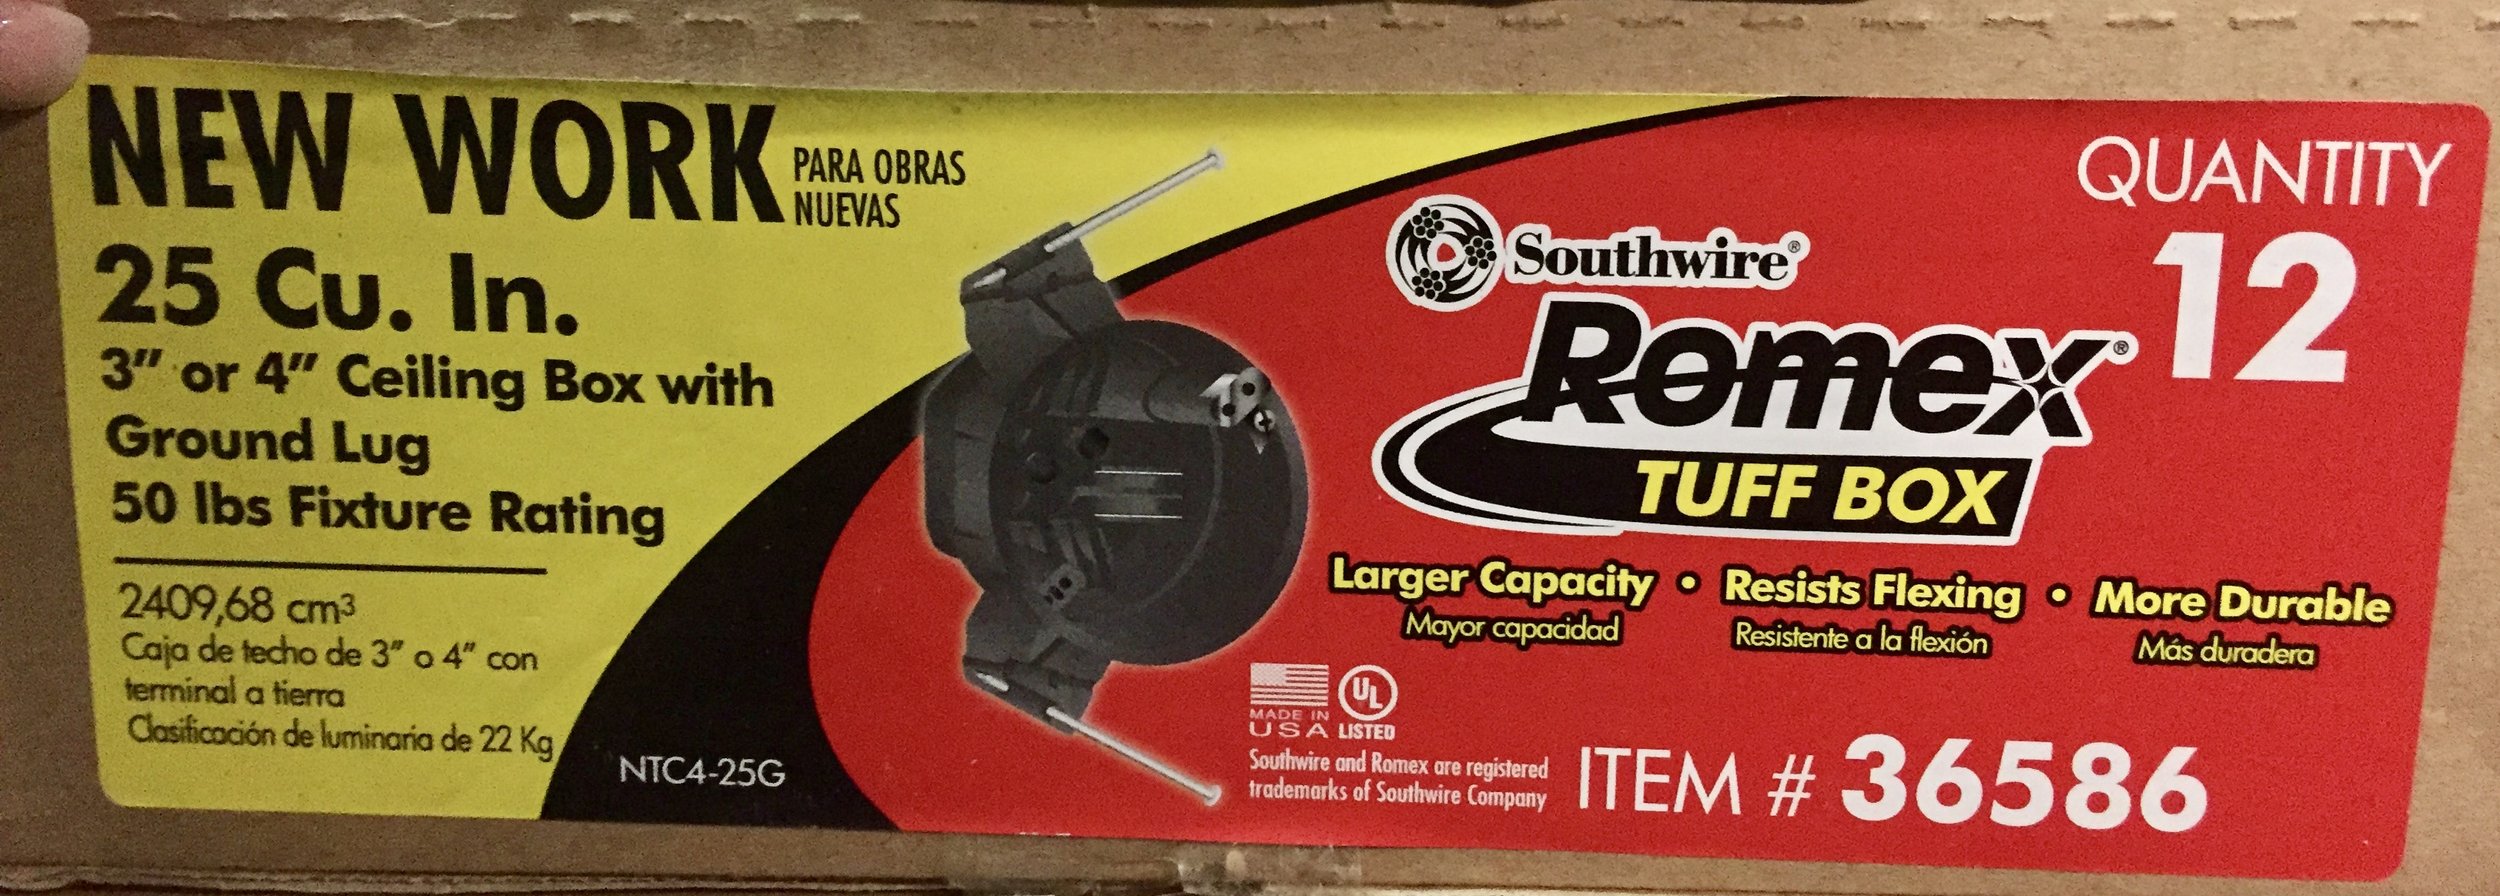 NEW WORK
PARA OBRAS
NUEVAS
25 Cu. In.
3" or 4" Ceiling Box with
Ground Lug
50 lbs Fixture Rating
2409,68 cm³
Caja de techo de 3" o 4" con
terminal a tierra
Clasificación de luminaria de 22 Kg
NTC4-25G
QUANTITY
12
Southwire®
Romex®
TUFF BOX
Larger Capacity • Resists Flexing • More Durable
Mayor capacidad Resistente a la flexión Más duradera
MADE IN
USA
UL
LISTED
Southwire and Romex are registered
trademarks of Southwire Company
ITEM # 36586